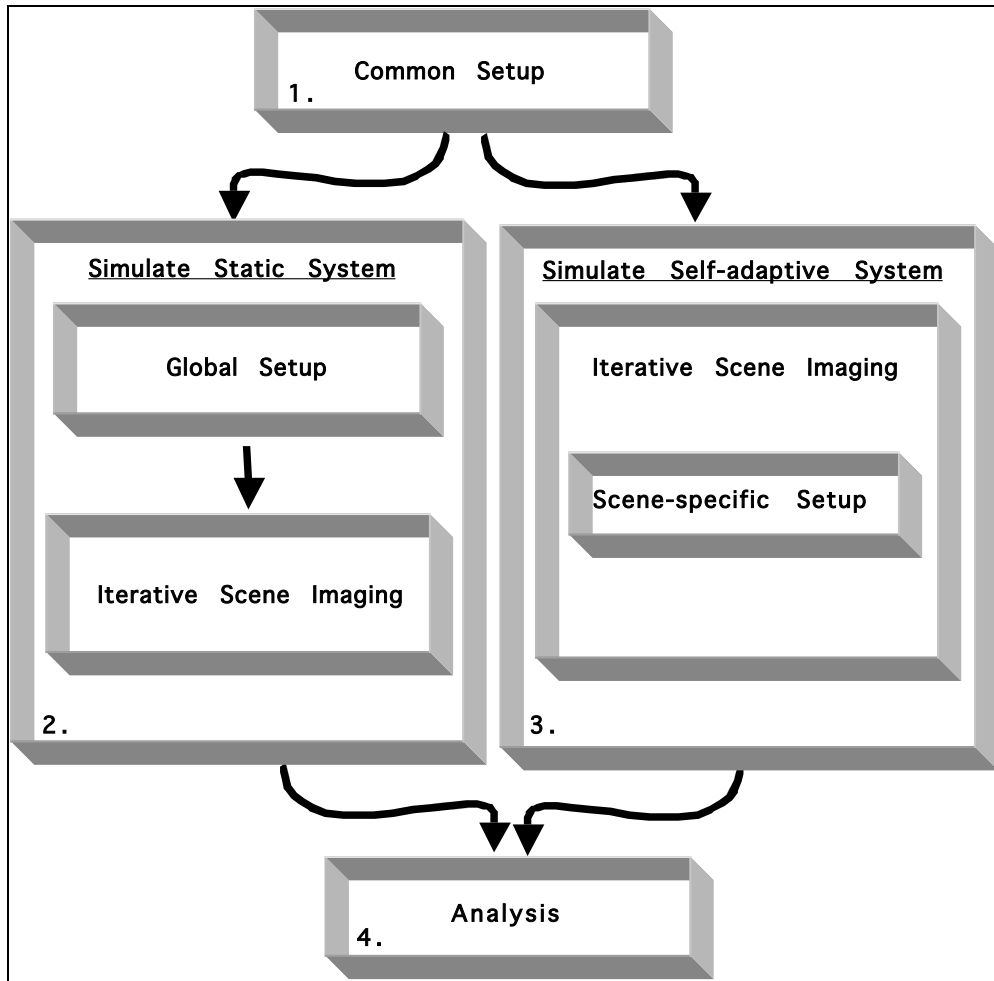 Common Setup
1.
Simulate Static System
Global Setup
Iterative Scene Imaging
2.
Simulate Self-adaptive System
Iterative Scene Imaging
Scene-specific Setup
3.
Analysis
4.